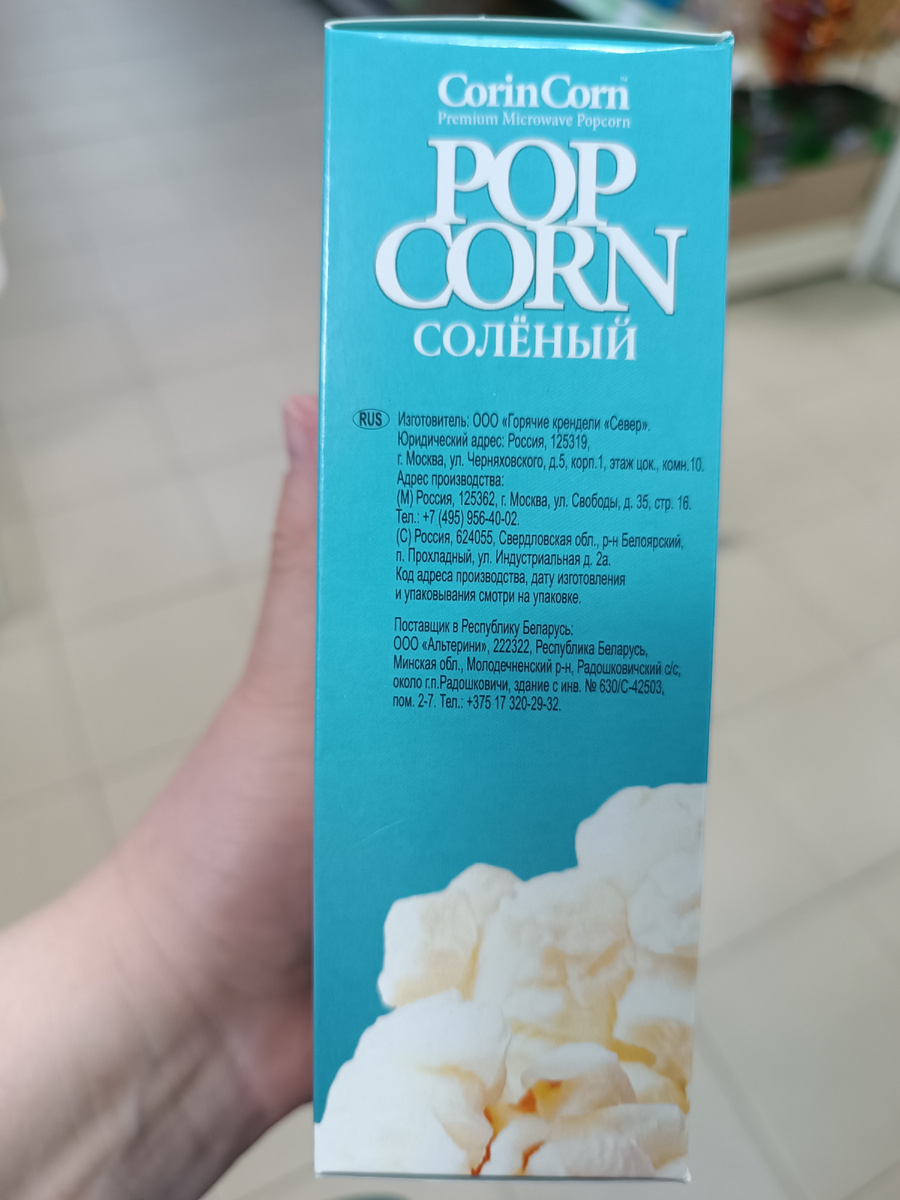 CorinCorn™
Premium Microwave Popcorn
POP
CORN
СОЛЁНЫЙ
RUS Изготовитель: ООО «Горячие крендели «Север».
Юридический адрес: Россия, 125319,
г. Москва, ул. Черняховского, д.5, корп.1, этаж цок., комн.10.
Адрес производства:
(М) Россия, 125362, г. Москва, ул. Свободы, д. 35, стр. 16.
Тел.: +7 (495) 956-40-02.
(С) Россия, 624055, Свердловская обл., р-н Белоярский,
п. Прохладный, ул. Индустриальная д. 2а.
Код адреса производства, дату изготовления
и упаковывания смотри на упаковке.
Поставщик в Республику Беларусь:
ООО «Альтерини», 222322, Республика Беларусь,
Минская обл., Молодечненский р-н, Радошковичский с/с,
около г.п.Радошковичи, здание с инв. № 630/С-42503,
пом. 2-7. Тел.: +375 17 320-29-32.